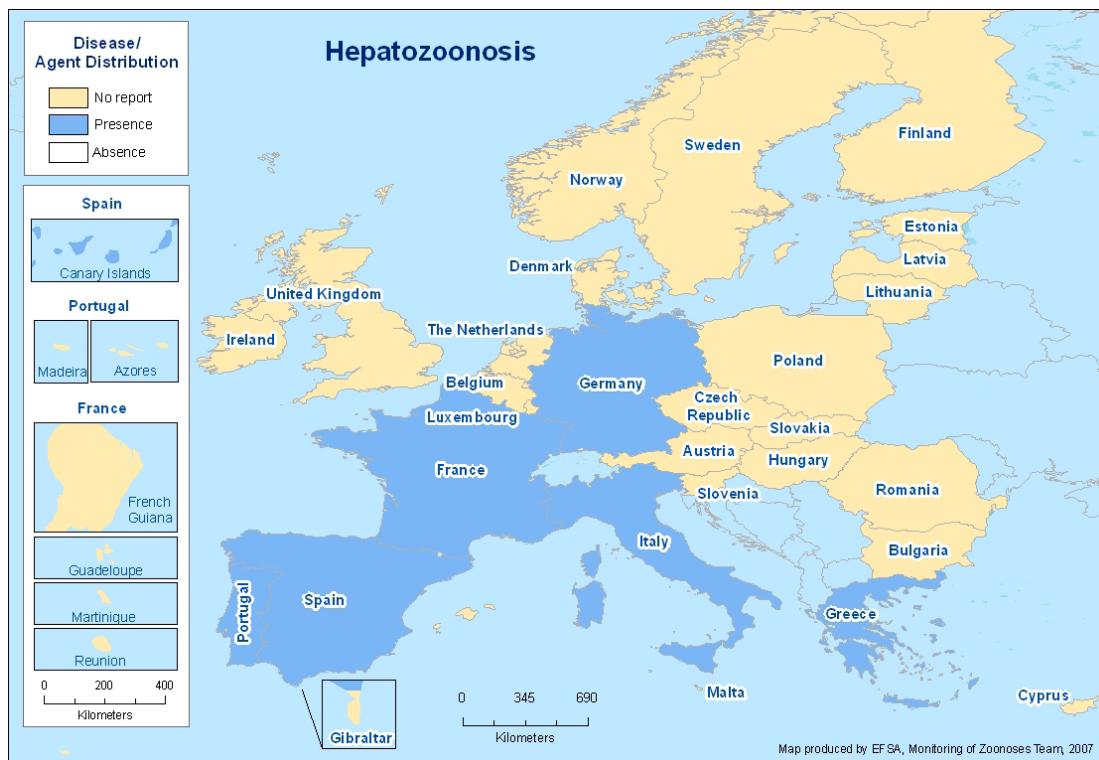 Disease/
Agent Distribution
No report
Presence
Absence
Hepatozoonosis
Spain
Canary Islands
Portugal
Madeira
Azores
France
French
Guiana
Guadeloupe
Martinique
Reunion
0 200 400
Kilometers
Finland
Sweden
Norway
Estonia
Latvia
Lithuania
Denmark
United Kingdom
Ireland
The Netherlands
Belgium
Luxembourg
Germany
Poland
Czech
Republic
Slovakia
Austria
Hungary
Slovenia
France
Romania
Bulgaria
Italy
Portugal
Spain
Greece
Malta
Cyprus
Gibraltar
0 345 690
Kilometers
Map produced by EFSA, Monitoring of Zoonoses Team, 2007